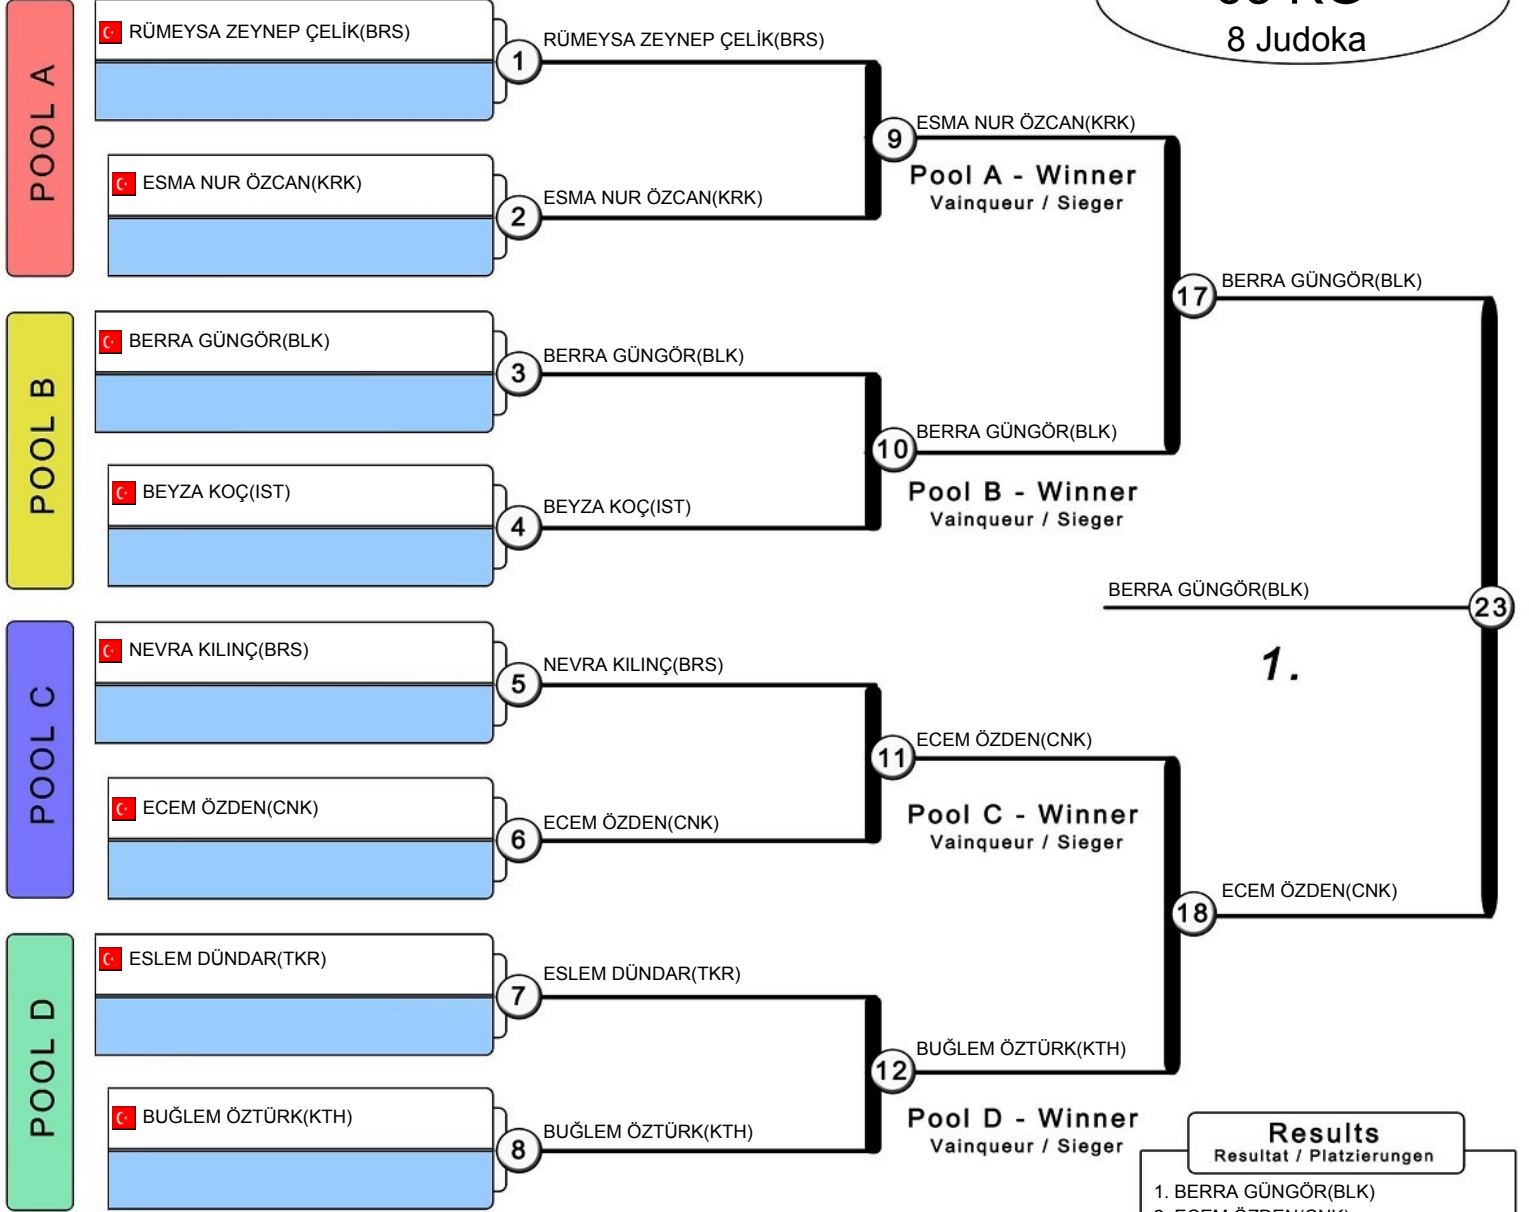 8 Judoka
POOL A
RÜMEYSA ZEYNEP ÇELİK(BRS)
1
RÜMEYSA ZEYNEP ÇELİK(BRS)
ESMA NUR ÖZCAN(KRK)
2
ESMA NUR ÖZCAN(KRK)
9
ESMA NUR ÖZCAN(KRK)
Pool A - Winner
Vainqueur / Sieger
POOL B
BERRA GÜNGÖR(BLK)
3
BERRA GÜNGÖR(BLK)
BEYZA KOÇ(IST)
4
BEYZA KOÇ(IST)
10
BERRA GÜNGÖR(BLK)
Pool B - Winner
Vainqueur / Sieger
17
BERRA GÜNGÖR(BLK)
POOL C
NEVRA KILINÇ(BRS)
5
NEVRA KILINÇ(BRS)
ECEM ÖZDEN(CNK)
6
ECEM ÖZDEN(CNK)
11
ECEM ÖZDEN(CNK)
Pool C - Winner
Vainqueur / Sieger
POOL D
ESLEM DÜNDAR(TKR)
7
ESLEM DÜNDAR(TKR)
BUĞLEM ÖZTÜRK(KTH)
8
BUĞLEM ÖZTÜRK(KTH)
12
BUĞLEM ÖZTÜRK(KTH)
Pool D - Winner
Vainqueur / Sieger
18
ECEM ÖZDEN(CNK)
BERRA GÜNGÖR(BLK)
23
1.
Results
Resultat / Platzierungen
1. BERRA GÜNGÖR(BLK)